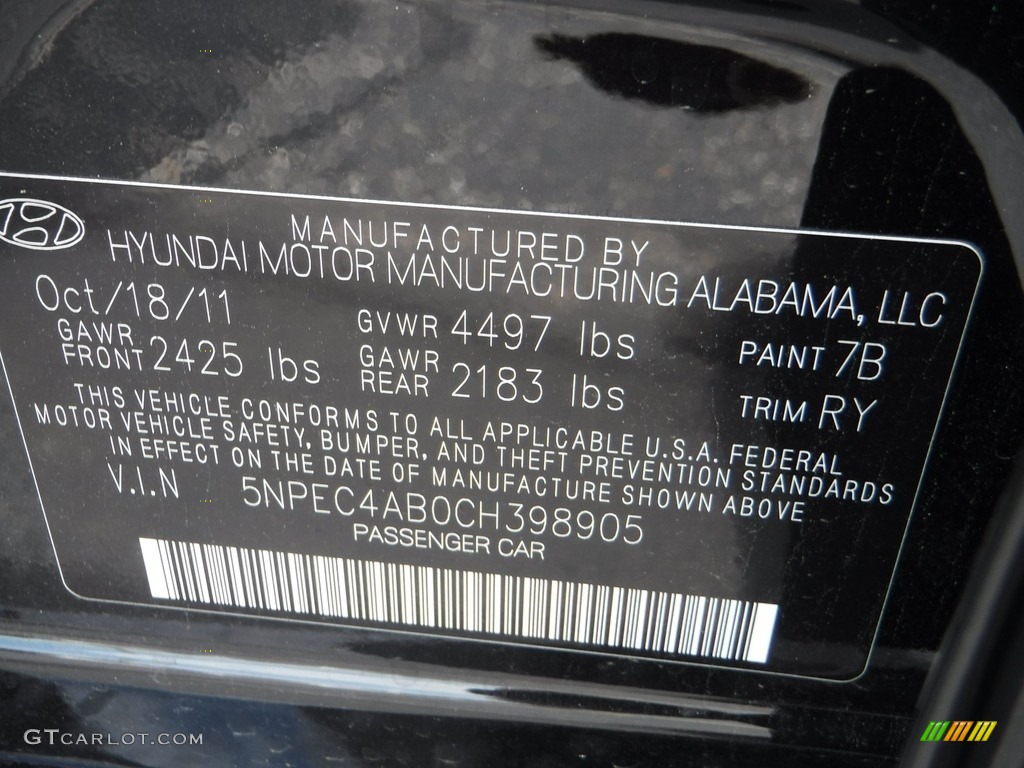 MANUFACTURED BY
HYUNDAI MOTOR MANUFACTURING ALABAMA, LLC
Oct/18/11 GVWR 4497 lbs PAINT 7B
GAWR FRONT 2425 lbs GAWR REAR 2183 lbs TRIM RY
THIS VEHICLE CONFORMS TO ALL APPLICABLE U.S.A. FEDERAL
MOTOR VEHICLE SAFETY, BUMPER, AND THEFT PREVENTION STANDARDS
IN EFFECT ON THE DATE OF MANUFACTURE SHOWN ABOVE
V.I.N 5NPEC4AB0CH398905
PASSENGER CAR
GTCARLOT.COM